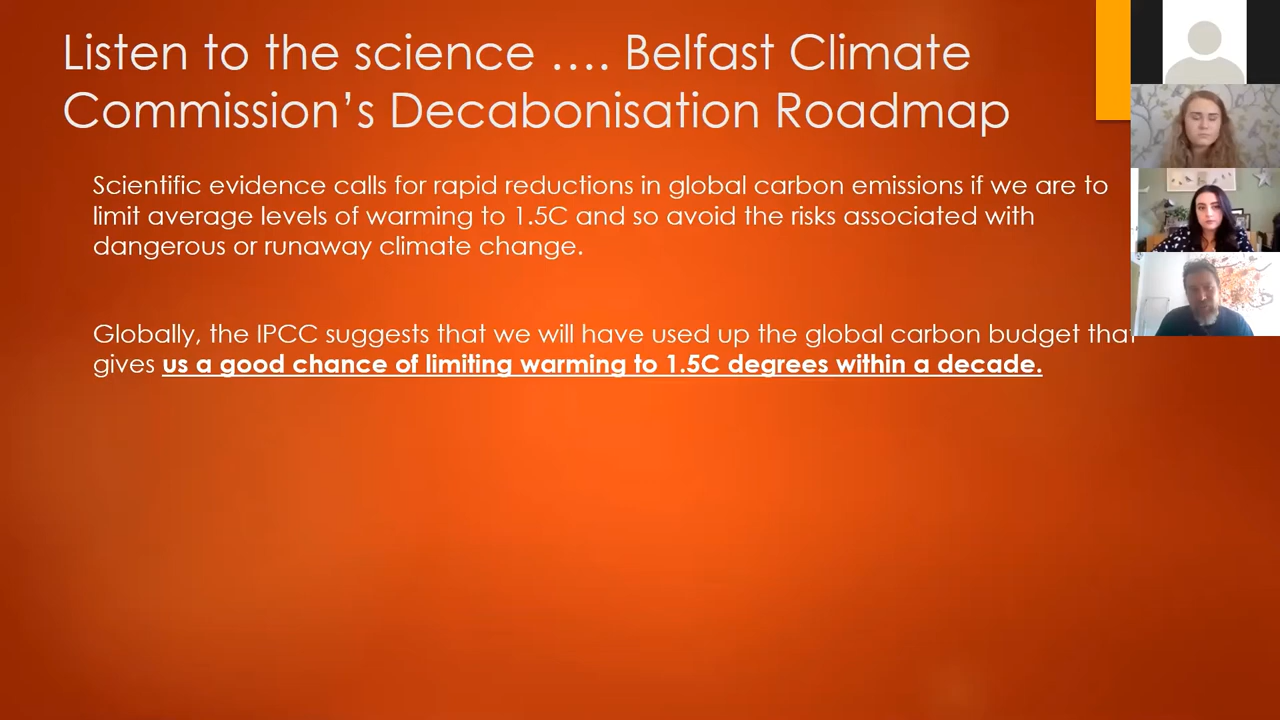 Listen to the science .... Belfast Climate
Commission’s Decabonisation Roadmap
Scientific evidence calls for rapid reductions in global carbon emissions if we are to
limit average levels of warming to 1.5C and so avoid the risks associated with
dangerous or runaway climate change.
Globally, the IPCC suggests that we will have used up the global carbon budget that
gives us a good chance of limiting warming to 1.5C degrees within a decade.